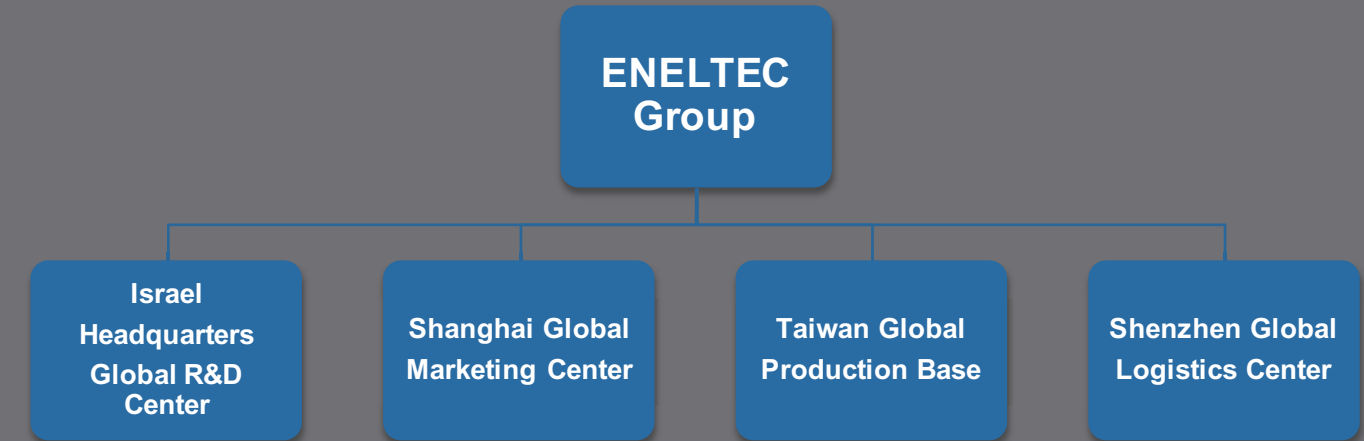 ENELTEC
Group
Israel
Headquarters
Global R&D
Center
Shanghai Global
Marketing Center
Taiwan Global
Production Base
Shenzhen Global
Logistics Center